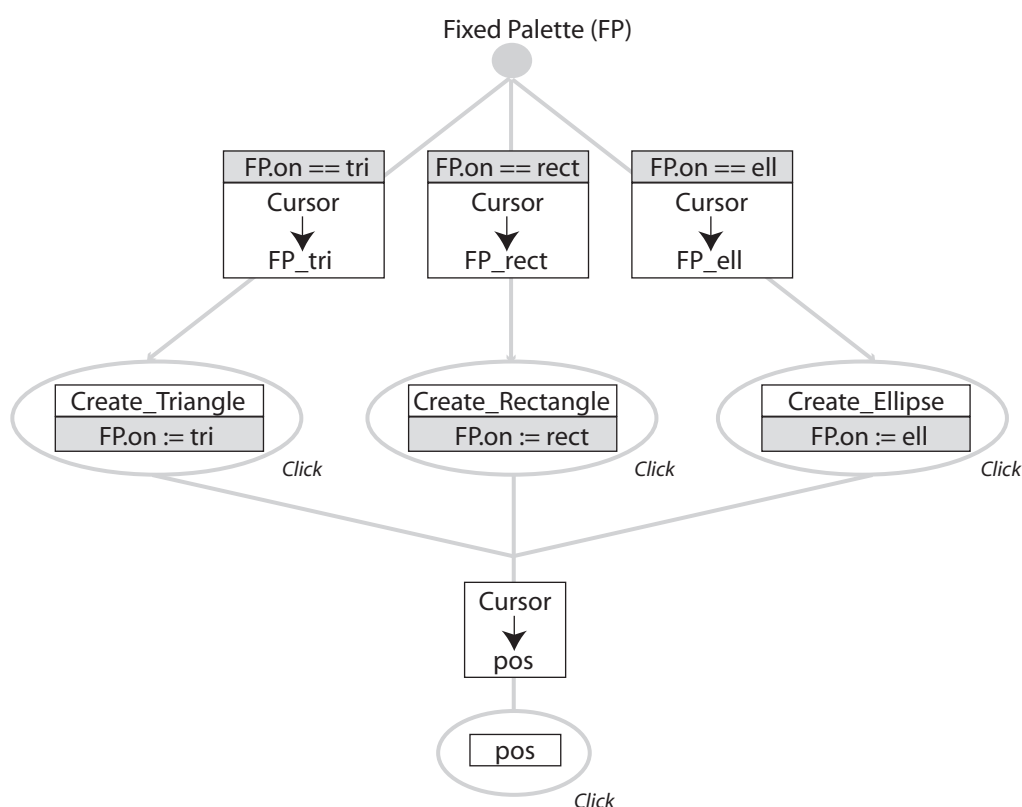 Fixed Palette (FP)
FP.on == tri
Cursor
FP_tri
FP.on == rect
Cursor
FP_rect
FP.on == ell
Cursor
FP_ell
Create_Triangle
FP.on := tri
Click
Create_Rectangle
FP.on := rect
Click
Create_Ellipse
FP.on := ell
Click
Cursor
pos
pos
Click